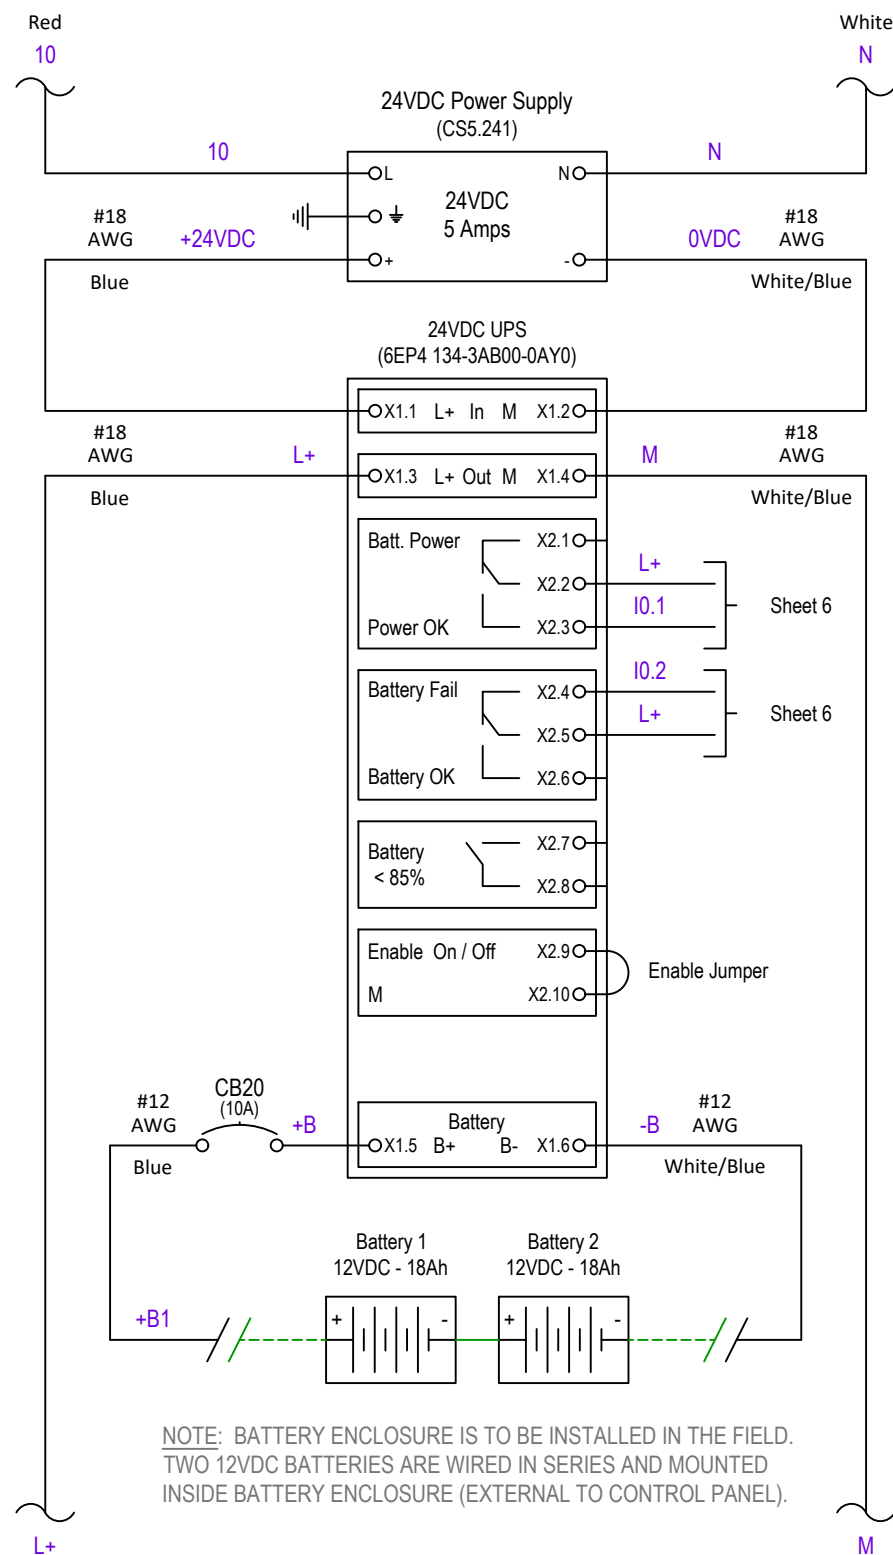 Red
White
10
N
24VDC Power Supply
(CS5.241)
10
N
L
N
24VDC
5 Amps
#18
AWG
+24VDC
Blue
+
-
0VDC
#18
AWG
White/Blue
24VDC UPS
(6EP4 134-3AB00-0AY0)
X1.1 L+ In M X1.2
#18
AWG
L+
Blue
X1.3 L+ Out M X1.4
M
#18
AWG
White/Blue
Batt. Power
X2.1
L+
X2.2
I0.1
Sheet 6
Power OK
X2.3
I0.2
Battery Fail
X2.4
L+
X2.5
Sheet 6
Battery OK
X2.6
Battery
< 85%
X2.7
X2.8
Enable On / Off
X2.9
Enable Jumper
M
X2.10
#12
AWG
Blue
CB20
(10A)
+B
Battery
X1.5 B+ B- X1.6
-B
#12
AWG
White/Blue
Battery 1
12VDC - 18Ah
Battery 2
12VDC - 18Ah
+B1
+ -
+ -
NOTE: BATTERY ENCLOSURE IS TO BE INSTALLED IN THE FIELD.
TWO 12VDC BATTERIES ARE WIRED IN SERIES AND MOUNTED
INSIDE BATTERY ENCLOSURE (EXTERNAL TO CONTROL PANEL).
L+
M